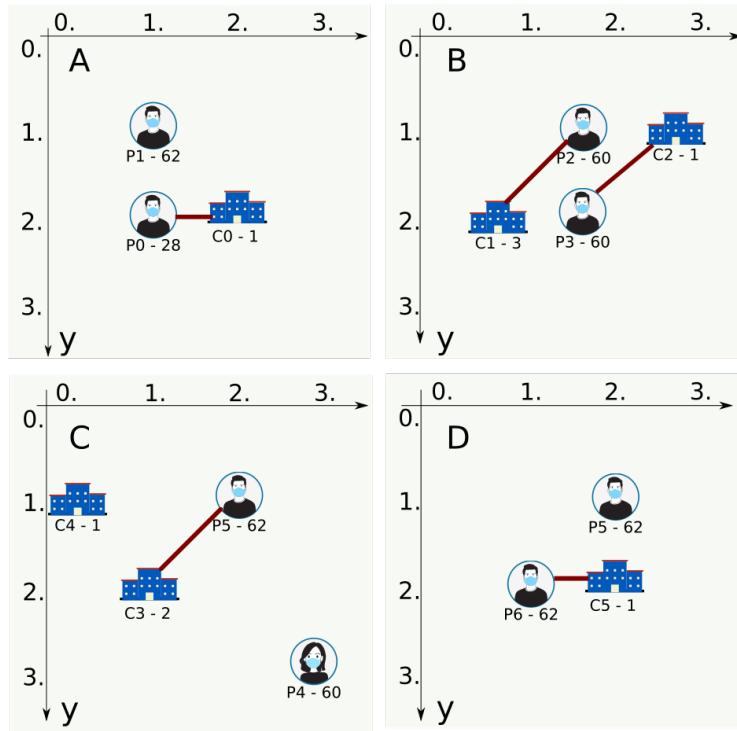 0. 1. 2. 3.
0.
A
1.
P1 - 62
2.
P0 - 28
C0 - 1
3.
y
0. 1. 2. 3.
0.
B
1.
P2 - 60
C2 - 1
2.
C1 - 3
P3 - 60
3.
y
0. 1. 2. 3.
0.
C
1.
C4 - 1
P5 - 62
2.
C3 - 2
3.
P4 - 60
y
0. 1. 2. 3.
0.
D
1.
P5 - 62
2.
P6 - 62
C5 - 1
3.
y